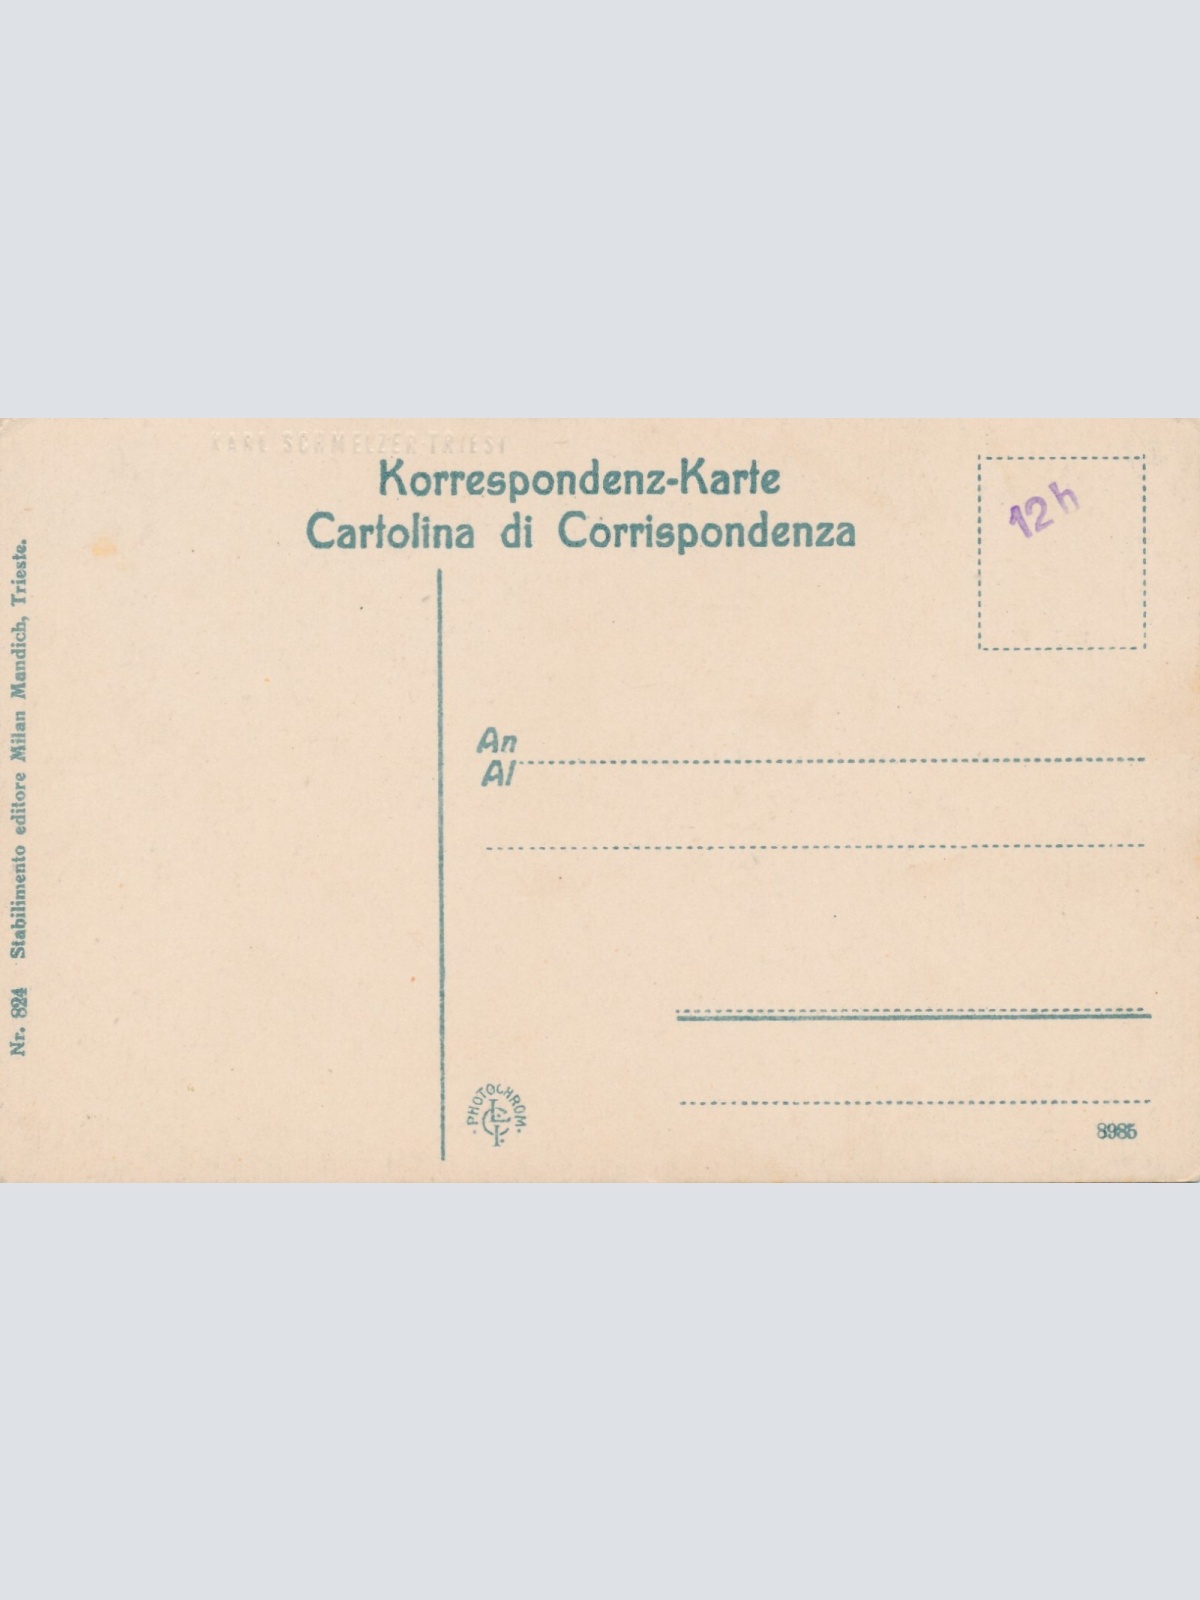 KARL SCHMELZER TRIEST
Korrespondenz-Karte
Cartolina di Corrispondenza
12 h
An
Al
Nr. 824 Stabilimento editore Milan Mandich, Trieste.
PHOTOCHROM
8985